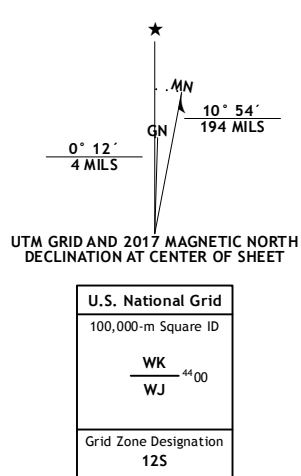 ★
MN
GN
10° 54´
194 MILS
0° 12´
4 MILS
UTM GRID AND 2017 MAGNETIC NORTH
DECLINATION AT CENTER OF SHEET
U.S. National Grid
100,000-m Square ID
WK
4400
WJ
Grid Zone Designation
12S